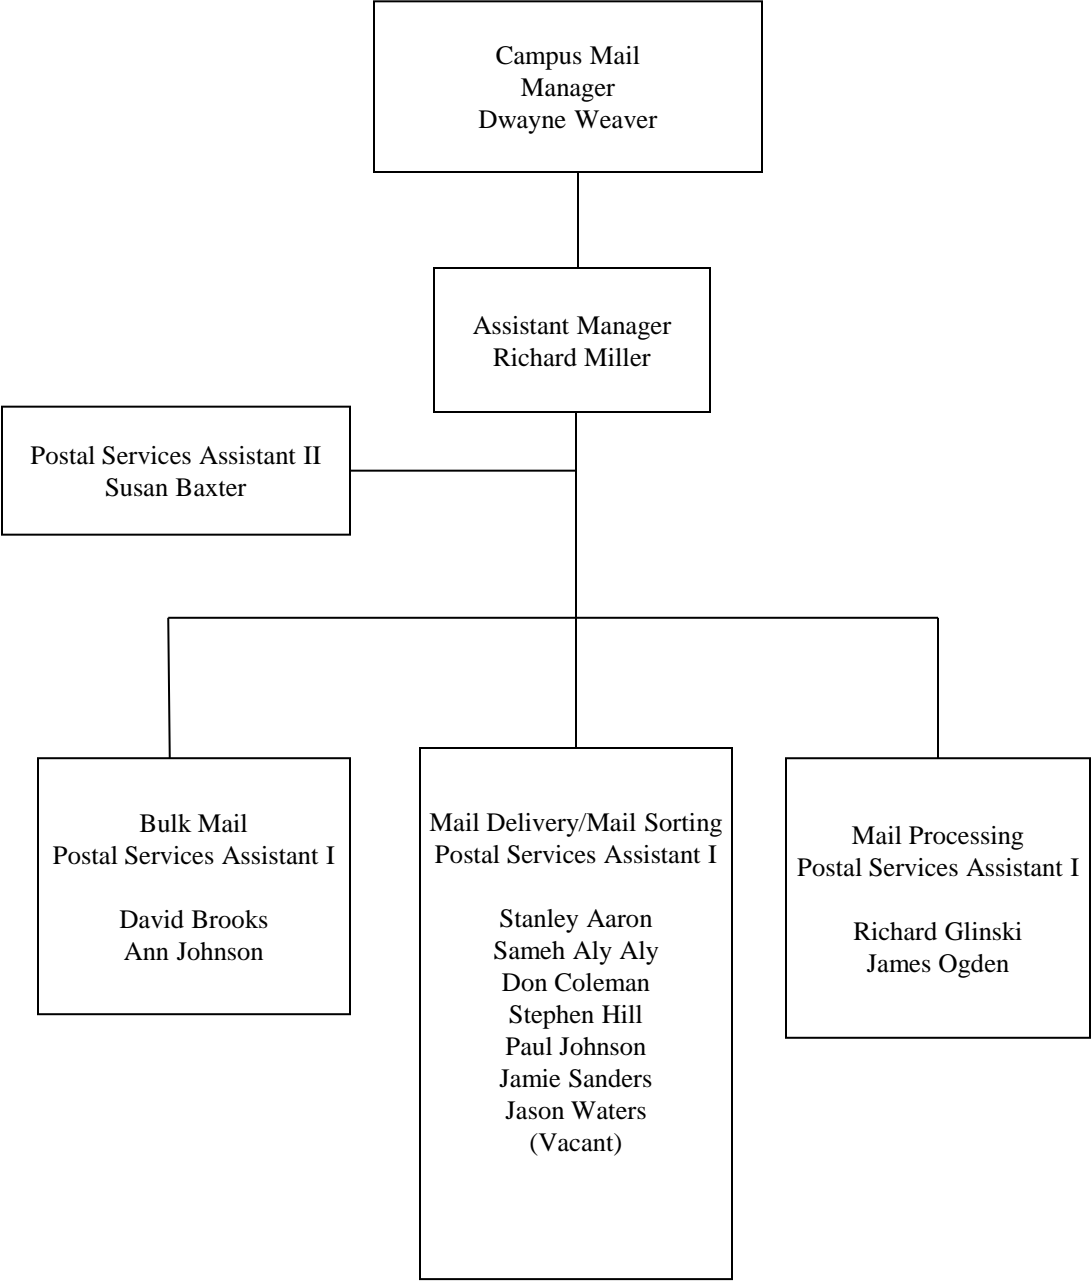 Campus Mail
Manager
Dwayne Weaver
Assistant Manager
Richard Miller
Postal Services Assistant II
Susan Baxter
Bulk Mail
Postal Services Assistant I
David Brooks
Ann Johnson
Mail Delivery/Mail Sorting
Postal Services Assistant I
Stanley Aaron
Sameh Aly Aly
Don Coleman
Stephen Hill
Paul Johnson
Jamie Sanders
Jason Waters
(Vacant)
Mail Processing
Postal Services Assistant I
Richard Glinski
James Ogden